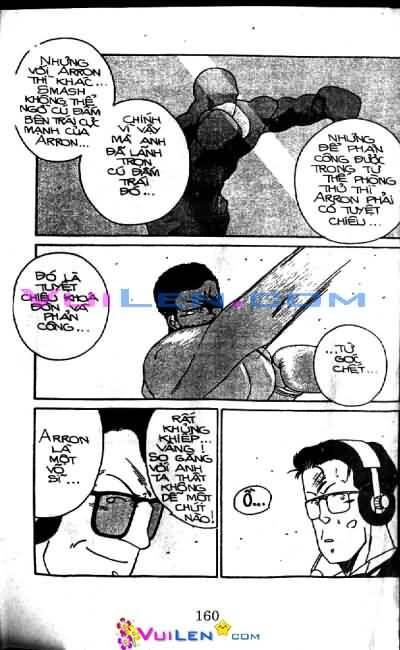 NHƯNG
VỚI ARRON
THÌ KHÁC...
SMASH
KHÔNG THỂ
NGỜ CÚ ĐẤM
BÊN TRÁI CỰC
MẠNH CỦA
ARRON...
CHÍNH
VÌ VẬY
MÀ ANH
ĐÃ LÃNH
TRỌN
CÚ ĐẤM
TRÁI
ĐÓ...
NHƯNG
ĐỂ PHẢN
CÔNG ĐƯỢC
TRONG TƯ
THẾ PHÒNG
THỦ THÌ
ARRON PHẢI
CÓ TUYỆT
CHIÊU...
ĐÓ LÀ
TUYỆT
CHIÊU KHÓA
ĐÒN VÀ
PHẢN
CÔNG...
VUILEN.COM
...TỪ
GÓC
CHẾT...
RẤT
KHỦNG
KHIẾP...
VÂNG!
SO GĂNG
VỚI ANH
TA THẬT
KHÔNG
DỄ MỘT
CHÚT
NÀO!
ARRON
LÀ
MỘT
VÕ
SĨ...
Ồ...
160
VUILEN.COM